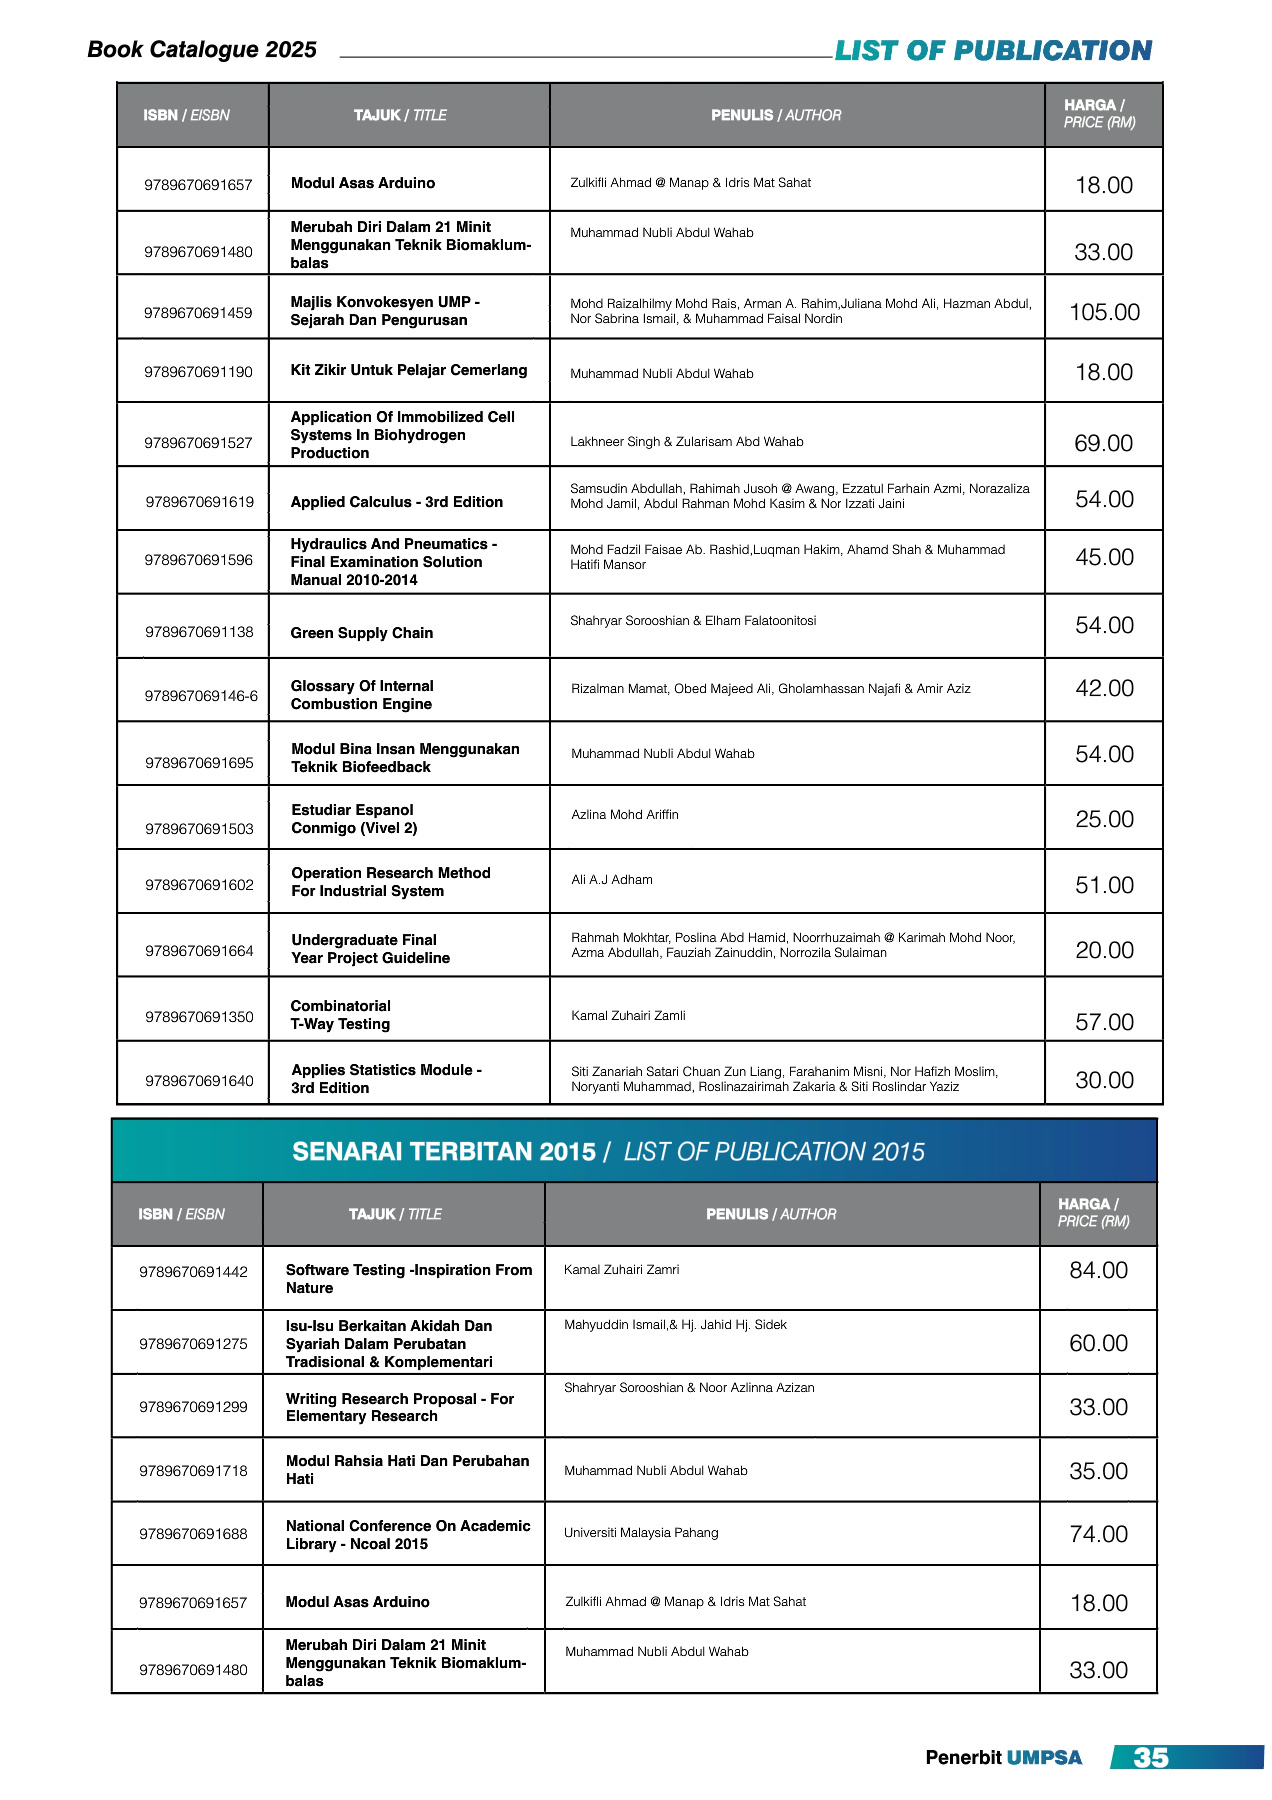 Book Catalogue 2025
LIST OF PUBLICATION
ISBN / EISBN
TAJUK / TITLE
PENULIS / AUTHOR
HARGA /
PRICE (RM)
9789670691657
Modul Asas Arduino
Zulkifli Ahmad @ Manap & Idris Mat Sahat
18.00
9789670691480
Merubah Diri Dalam 21 Minit
Menggunakan Teknik Biomaklum-
balas
Muhammad Nubli Abdul Wahab
33.00
9789670691459
Majlis Konvokesyen UMP -
Sejarah Dan Pengurusan
Mohd Raizalhilmy Mohd Rais, Arman A. Rahim,Juliana Mohd Ali, Hazman Abdul,
Nor Sabrina Ismail, & Muhammad Faisal Nordin
105.00
9789670691190
Kit Zikir Untuk Pelajar Cemerlang
Muhammad Nubli Abdul Wahab
18.00
9789670691527
Application Of Immobilized Cell
Systems In Biohydrogen
Production
Lakhneer Singh & Zularisam Abd Wahab
69.00
9789670691619
Applied Calculus - 3rd Edition
Samsudin Abdullah, Rahimah Jusoh @ Awang, Ezzatul Farhain Azmi, Norazaliza
Mohd Jamil, Abdul Rahman Mohd Kasim & Nor Izzati Jaini
54.00
9789670691596
Hydraulics And Pneumatics -
Final Examination Solution
Manual 2010-2014
Mohd Fadzil Faisae Ab. Rashid,Luqman Hakim, Ahamd Shah & Muhammad
Hatifi Mansor
45.00
9789670691138
Green Supply Chain
Shahryar Sorooshian & Elham Falatoonitosi
54.00
978967069146-6
Glossary Of Internal
Combustion Engine
Rizalman Mamat, Obed Majeed Ali, Gholamhassan Najafi & Amir Aziz
42.00
9789670691695
Modul Bina Insan Menggunakan
Teknik Biofeedback
Muhammad Nubli Abdul Wahab
54.00
9789670691503
Estudiar Espanol
Conmigo (Vivel 2)
Azlina Mohd Ariffin
25.00
9789670691602
Operation Research Method
For Industrial System
Ali A.J Adham
51.00
9789670691664
Undergraduate Final
Year Project Guideline
Rahmah Mokhtar, Poslina Abd Hamid, Noorrhuzaimah @ Karimah Mohd Noor,
Azma Abdullah, Fauziah Zainuddin, Norrozila Sulaiman
20.00
9789670691350
Combinatorial
T-Way Testing
Kamal Zuhairi Zamli
57.00
9789670691640
Applies Statistics Module -
3rd Edition
Siti Zanariah Satari Chuan Zun Liang, Farahanim Misni, Nor Hafizh Moslim,
Noryanti Muhammad, Roslinazairimah Zakaria & Siti Roslindar Yaziz
30.00
SENARAI TERBITAN 2015 / LIST OF PUBLICATION 2015
ISBN / EISBN
TAJUK / TITLE
PENULIS / AUTHOR
HARGA /
PRICE (RM)
9789670691442
Software Testing -Inspiration From
Nature
Kamal Zuhairi Zamri
84.00
9789670691275
Isu-Isu Berkaitan Akidah Dan
Syariah Dalam Perubatan
Tradisional & Komplementari
Mahyuddin Ismail,& Hj. Jahid Hj. Sidek
60.00
9789670691299
Writing Research Proposal - For
Elementary Research
Shahryar Sorooshian & Noor Azlinna Azizan
33.00
9789670691718
Modul Rahsia Hati Dan Perubahan
Hati
Muhammad Nubli Abdul Wahab
35.00
9789670691688
National Conference On Academic
Library - Ncoal 2015
Universiti Malaysia Pahang
74.00
9789670691657
Modul Asas Arduino
Zulkifli Ahmad @ Manap & Idris Mat Sahat
18.00
9789670691480
Merubah Diri Dalam 21 Minit
Menggunakan Teknik Biomaklum-
balas
Muhammad Nubli Abdul Wahab
33.00
Penerbit UMPSA
35